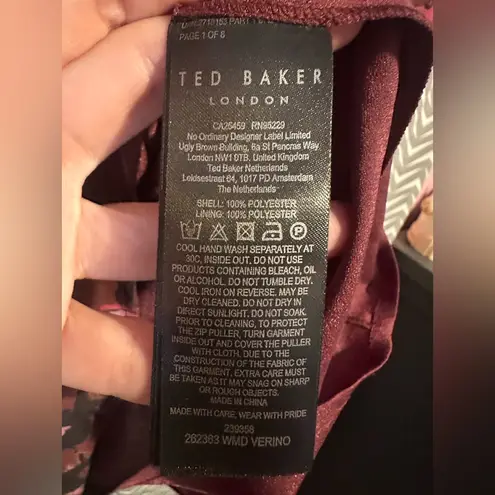 PAGE 1 OF 8
TED BAKER
LONDON
CA25459 RN95229
No Ordinary Designer Label Limited
Ugly Brown Building, 6a St Pancras Way
London NW1 0TB, United Kingdom
Ted Baker Netherlands
Leidsestraat 64, 1017 PD Amsterdam
The Netherlands
SHELL: 100% POLYESTER
LINING: 100% POLYESTER
COOL HAND WASH SEPARATELY AT
30C, INSIDE OUT. DO NOT USE
PRODUCTS CONTAINING BLEACH, OIL
OR ALCOHOL. DO NOT TUMBLE DRY.
COOL IRON ON REVERSE. MAY BE
DRY CLEANED. DO NOT DRY IN
DIRECT SUNLIGHT. DO NOT SOAK.
PRIOR TO CLEANING, TO PROTECT
THE ZIP PULLER, TURN GARMENT
INSIDE OUT AND COVER THE PULLER
WITH CLOTH. DUE TO THE
CONSTRUCTION OF THE FABRIC OF
THIS GARMENT, EXTRA CARE MUST
BE TAKEN AS IT MAY SNAG ON SHARP
OR ROUGH OBJECTS.
MADE IN CHINA
MADE WITH CARE, WEAR WITH PRIDE
239358
262363 WMD VERINO